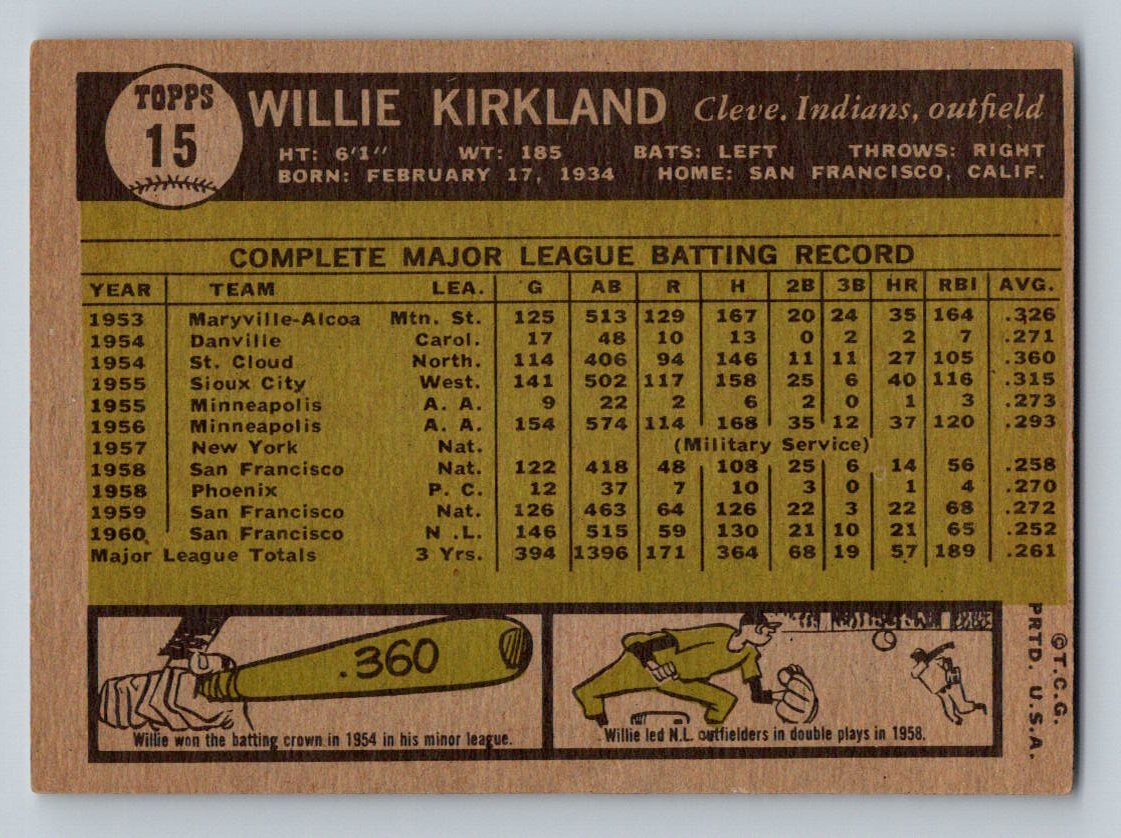 TOPPS
15
WILLIE KIRKLAND Cleve. Indians, outfield
HT: 6'1" WT: 185 BATS: LEFT THROWS: RIGHT
BORN: FEBRUARY 17, 1934 HOME: SAN FRANCISCO, CALIF.
COMPLETE MAJOR LEAGUE BATTING RECORD
YEAR TEAM LEA. G AB R H 2B 3B HR RBI AVG.
1953 Maryville-Alcoa Mtn. St. 125 513 129 167 20 24 35 164 .326
1954 Danville Carol. 17 48 10 13 0 2 2 7 .271
1954 St. Cloud North. 114 406 94 146 11 11 27 105 .360
1955 Sioux City West. 141 502 117 158 25 6 40 116 .315
1955 Minneapolis A. A. 9 22 2 6 2 0 1 3 .273
1956 Minneapolis A. A. 154 574 114 168 35 12 37 120 .293
1957 New York Nat. (Military Service)
1958 San Francisco Nat. 122 418 48 108 25 6 14 56 .258
1958 Phoenix P. C. 12 37 7 10 3 0 1 4 .270
1959 San Francisco Nat. 126 463 64 126 22 3 22 68 .272
1960 San Francisco N .L. 146 515 59 130 21 10 21 65 .252
Major League Totals 3 Yrs. 394 1396 171 364 68 19 57 189 .261
.360
Willie won the batting crown in 1954 in his minor league.
Willie led N.L. outfielders in double plays in 1958.
©T.C.G.
PRTD. U.S.A.